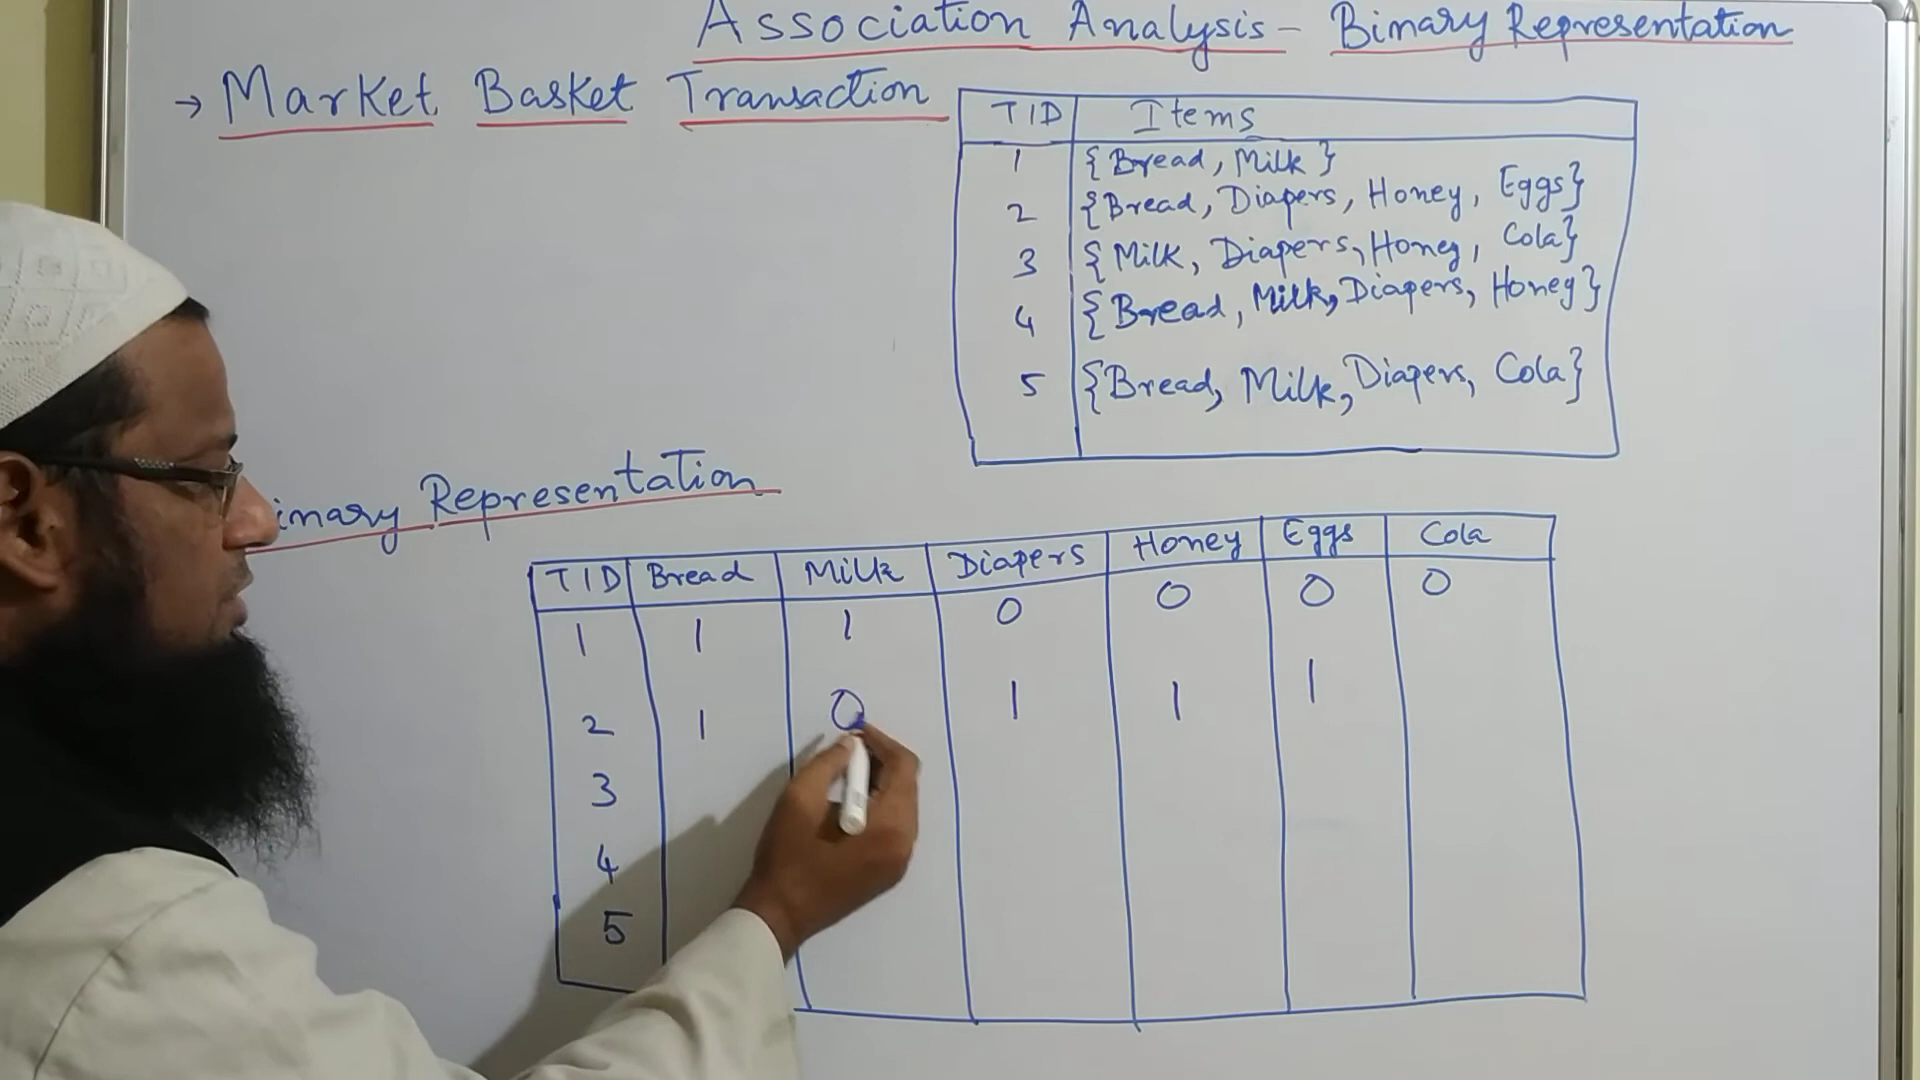 Association Analysis - Binary Representation
→ Market Basket Transaction
TID Items
1 {Bread, Milk}
2 {Bread, Diapers, Honey, Eggs}
3 {Milk, Diapers, Honey, Cola}
4 {Bread, Milk, Diapers, Honey}
5 {Bread, Milk, Diapers, Cola}
inary Representation
TID Bread Milk Diapers Honey Eggs Cola
1 1 1 0 0 0 0
2 1 0 1 1 1
3
4
5